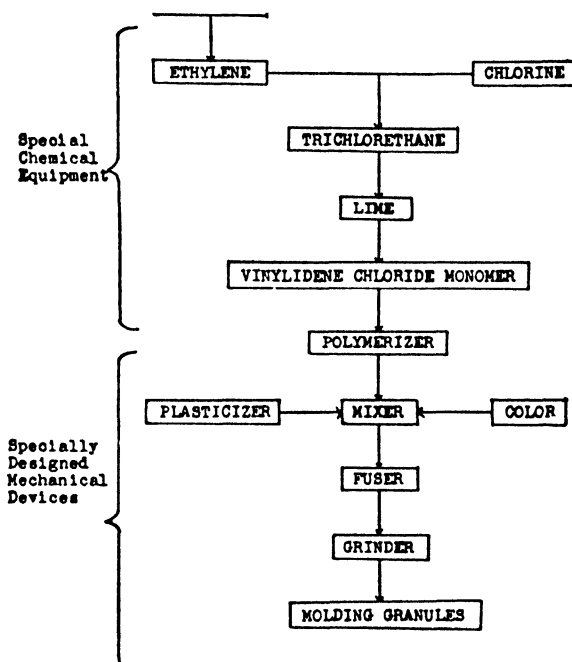 ETHYLENE
CHLORINE
TRICHLORETHANE
Special
Chemical
Equipment
LIME
VINYLIDENE CHLORIDE MONOMER
POLYMERIZER
PLASTICIZER
MIXER
COLOR
Specially
Designed
Mechanical
Devices
FUSER
GRINDER
MOLDING GRANULES